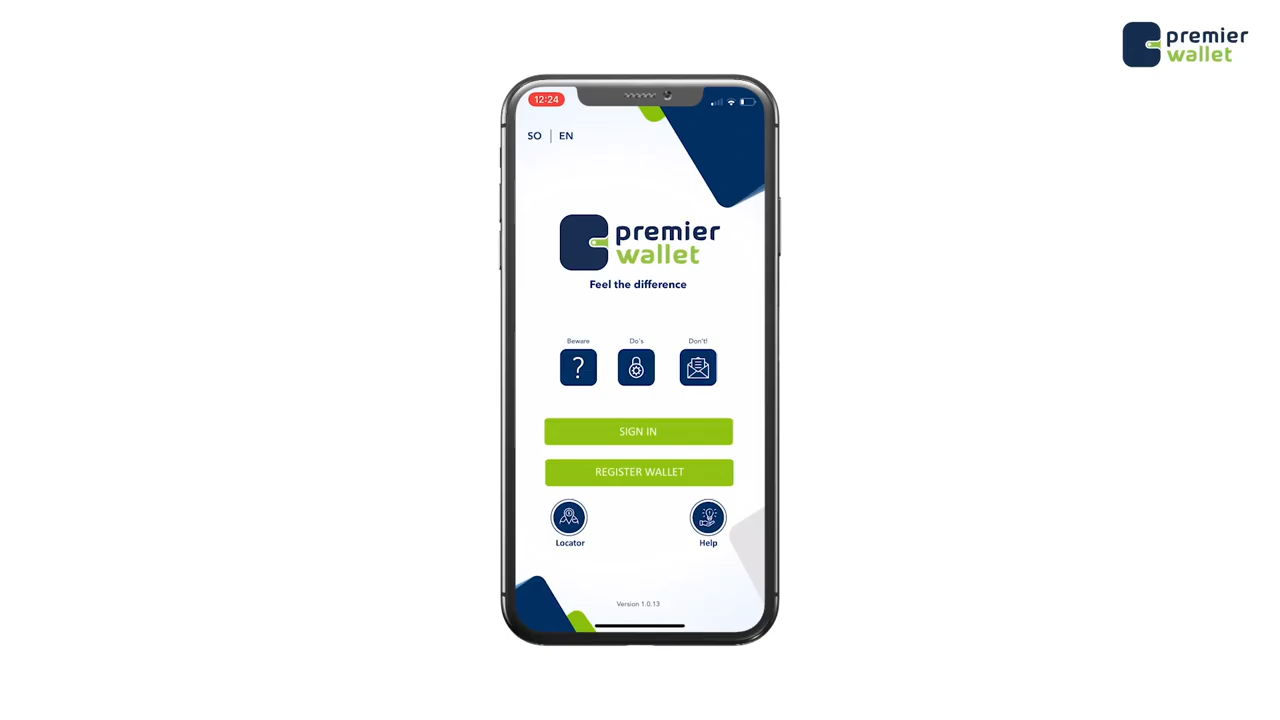 premier
wallet
12:24
SO | EN
premier
wallet
Feel the difference
Beware
Do's
Don't!
?
SIGN IN
REGISTER WALLET
Locator
Help
Version 1.0.13